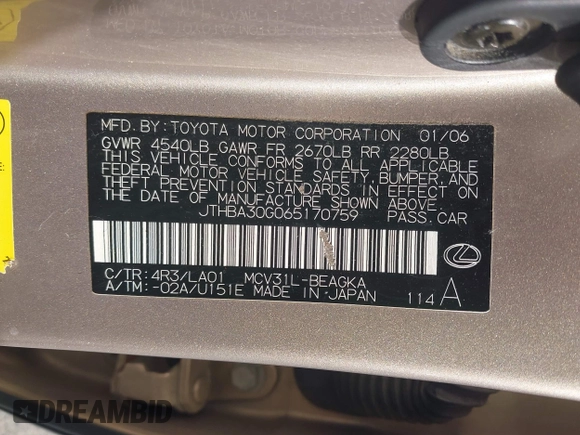 MFD. BY: TOYOTA MOTOR CORPORATION 01/06
GVWR 4540LB GAWR FR 2670LB RR 2280LB
THIS VEHICLE CONFORMS TO ALL APPLICABLE
FEDERAL MOTOR VEHICLE SAFETY, BUMPER, AND
THEFT PREVENTION STANDARDS IN EFFECT ON
THE DATE OF MANUFACTURE SHOWN ABOVE.
JTHBA30G065170759 PASS. CAR
C/TR: 4R3/LA01 MCV31L-BEAGKA
A/TM: -02A/U151E MADE IN JAPAN 114 A
DREAMBID